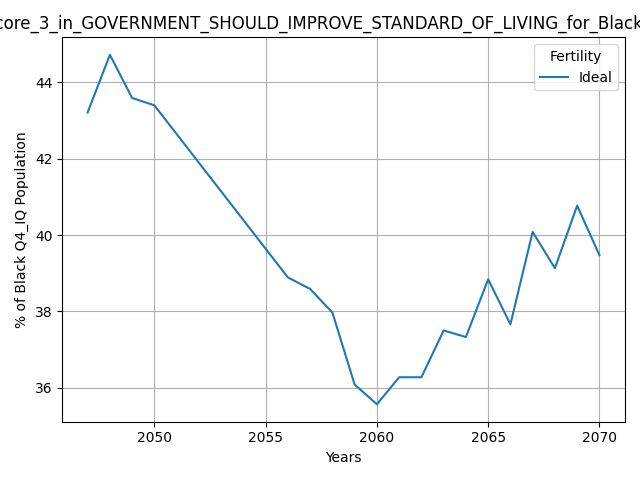 core_3_in_GOVERNMENT_SHOULD_IMPROVE_STANDARD_OF_LIVING_for_Black
Fertility
Ideal
% of Black Q4_IQ Population
44
42
40
38
36
2050 2055 2060 2065 2070
Years